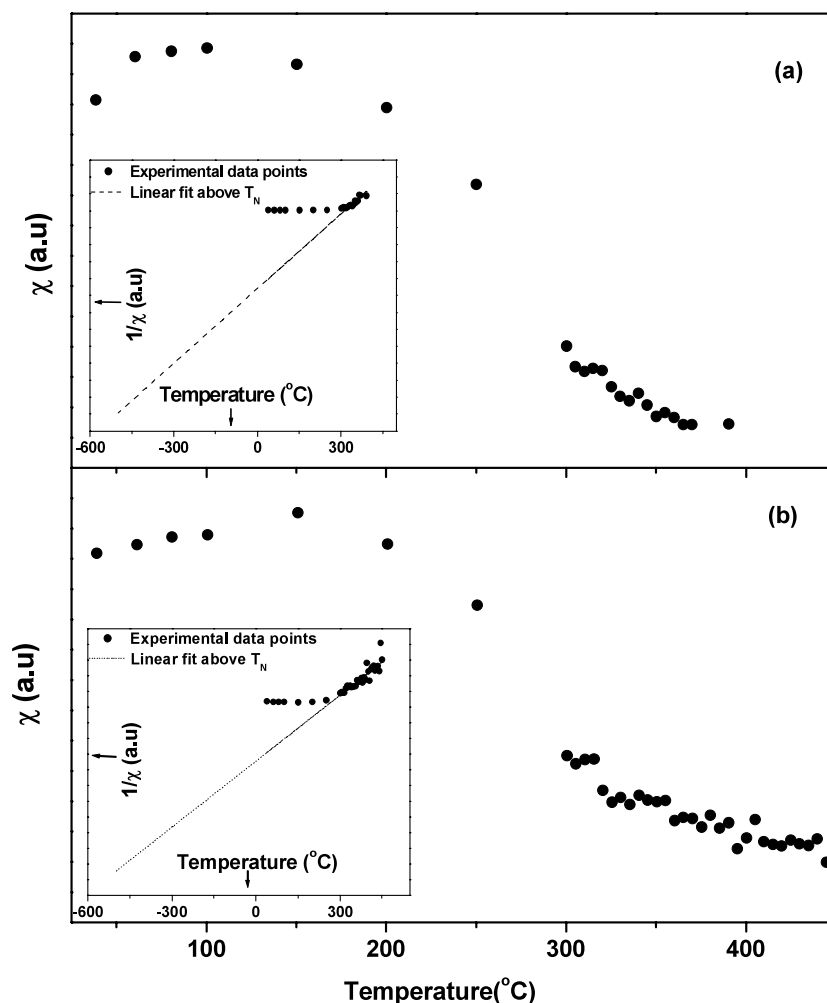 (a)
χ (a.u)
Experimental data points
Linear fit above T_N
1/χ (a.u)
Temperature (°C)
-600 -300 0 300
(b)
χ (a.u)
Experimental data points
Linear fit above T_N
1/χ (a.u)
Temperature (°C)
-600 -300 0 300
100 200 300 400
Temperature(°C)